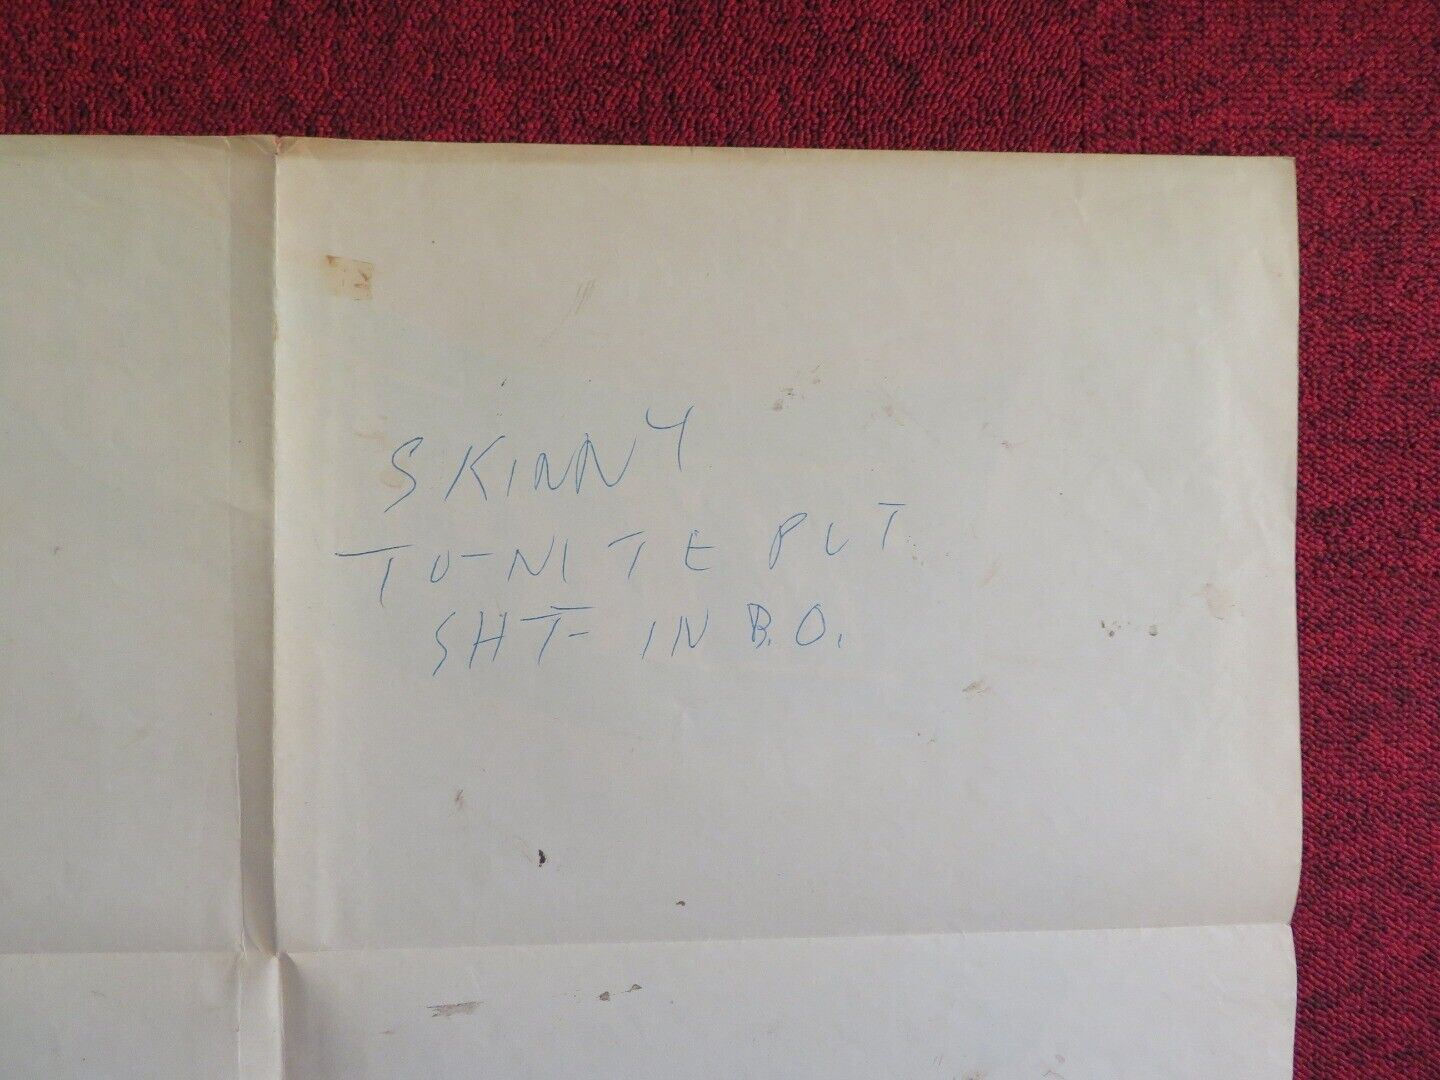 SKINNY
TO-NITE PUT
SHT- IN B.O.